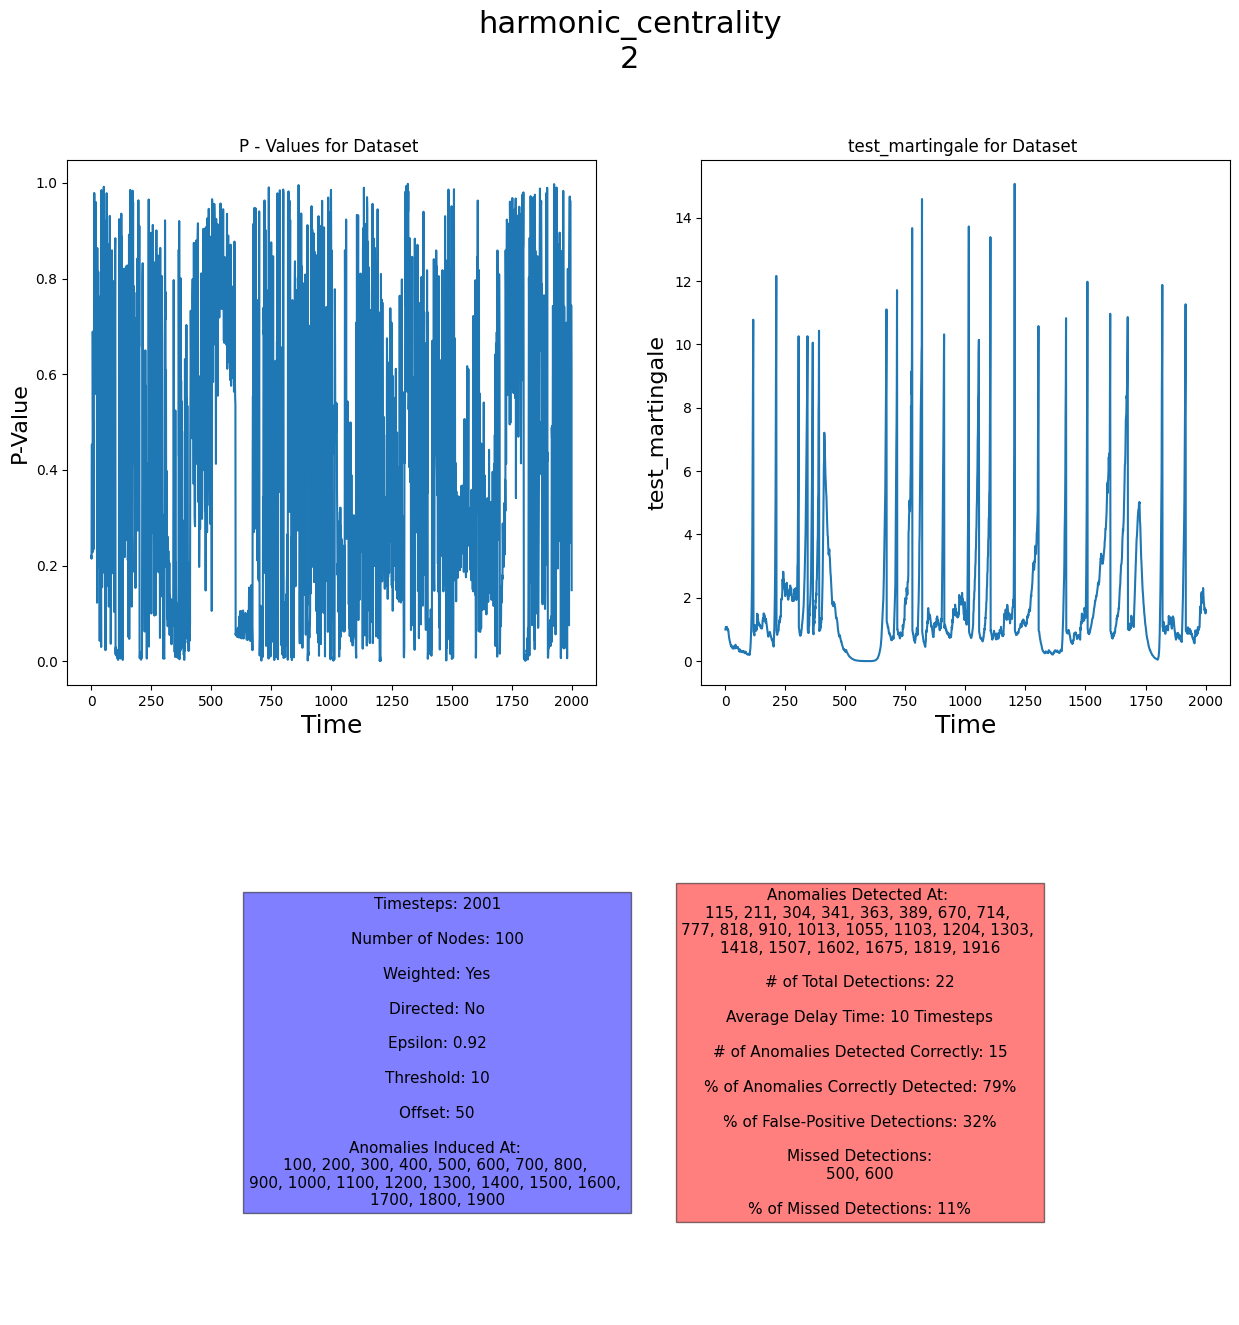 harmonic_centrality
2
P - Values for Dataset
1.0
0.8
0.6
0.4
0.2
0.0
P-Value
0 250 500 750 1000 1250 1500 1750 2000
Time
test_martingale for Dataset
14
12
10
8
6
4
2
0
test_martingale
0 250 500 750 1000 1250 1500 1750 2000
Time
Timesteps: 2001
Number of Nodes: 100
Weighted: Yes
Directed: No
Epsilon: 0.92
Threshold: 10
Offset: 50
Anomalies Induced At:
100, 200, 300, 400, 500, 600, 700, 800,
900, 1000, 1100, 1200, 1300, 1400, 1500, 1600,
1700, 1800, 1900
Anomalies Detected At:
115, 211, 304, 341, 363, 389, 670, 714,
777, 818, 910, 1013, 1055, 1103, 1204, 1303,
1418, 1507, 1602, 1675, 1819, 1916
# of Total Detections: 22
Average Delay Time: 10 Timesteps
# of Anomalies Detected Correctly: 15
% of Anomalies Correctly Detected: 79%
% of False-Positive Detections: 32%
Missed Detections:
500, 600
% of Missed Detections: 11%